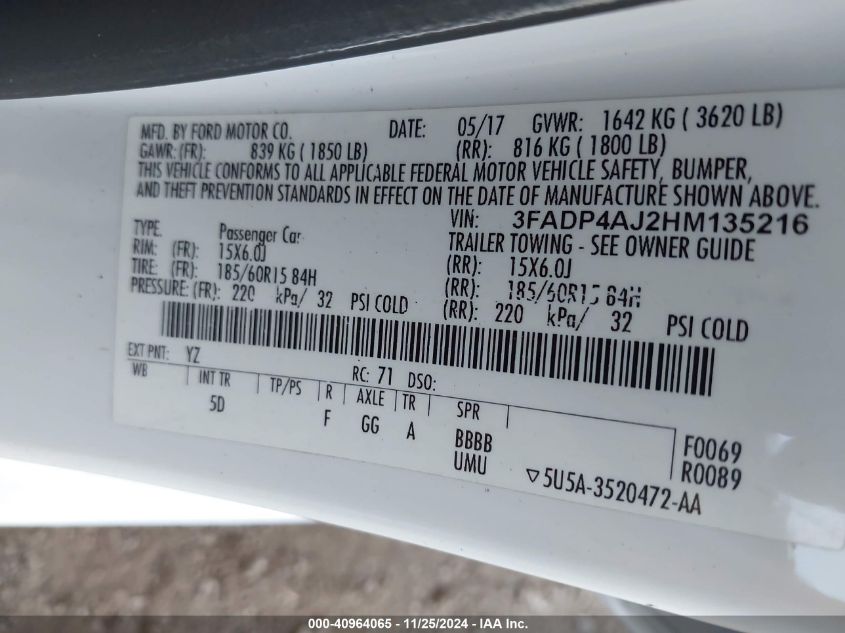 MFD. BY FORD MOTOR CO. DATE: 05/17 GVWR: 1642 KG ( 3620 LB)
GAWR: (FR): 839 KG ( 1850 LB) (RR): 816 KG ( 1800 LB)
THIS VEHICLE CONFORMS TO ALL APPLICABLE FEDERAL MOTOR VEHICLE SAFETY, BUMPER,
AND THEFT PREVENTION STANDARDS IN EFFECT ON THE DATE OF MANUFACTURE SHOWN ABOVE.
VIN: 3FADP4AJ2HM135216
TYPE: Passenger Car TRAILER TOWING - SEE OWNER GUIDE
RIM: (FR): 15X6.0J (RR): 15X6.0J
TIRE: (FR): 185/60R15 84H (RR): 185/60R15 84H
PRESSURE: (FR): 220 kPa/ 32 PSI COLD (RR): 220 kPa/ 32 PSI COLD
EXT PNT: YZ RC: 71 DSO:
WB INT TR TP/PS R AXLE TR SPR
5D F GG A BBBB F0069
UMU R0089
▽5U5A-3520472-AA
000-40964065 - 11/25/2024 - IAA Inc.